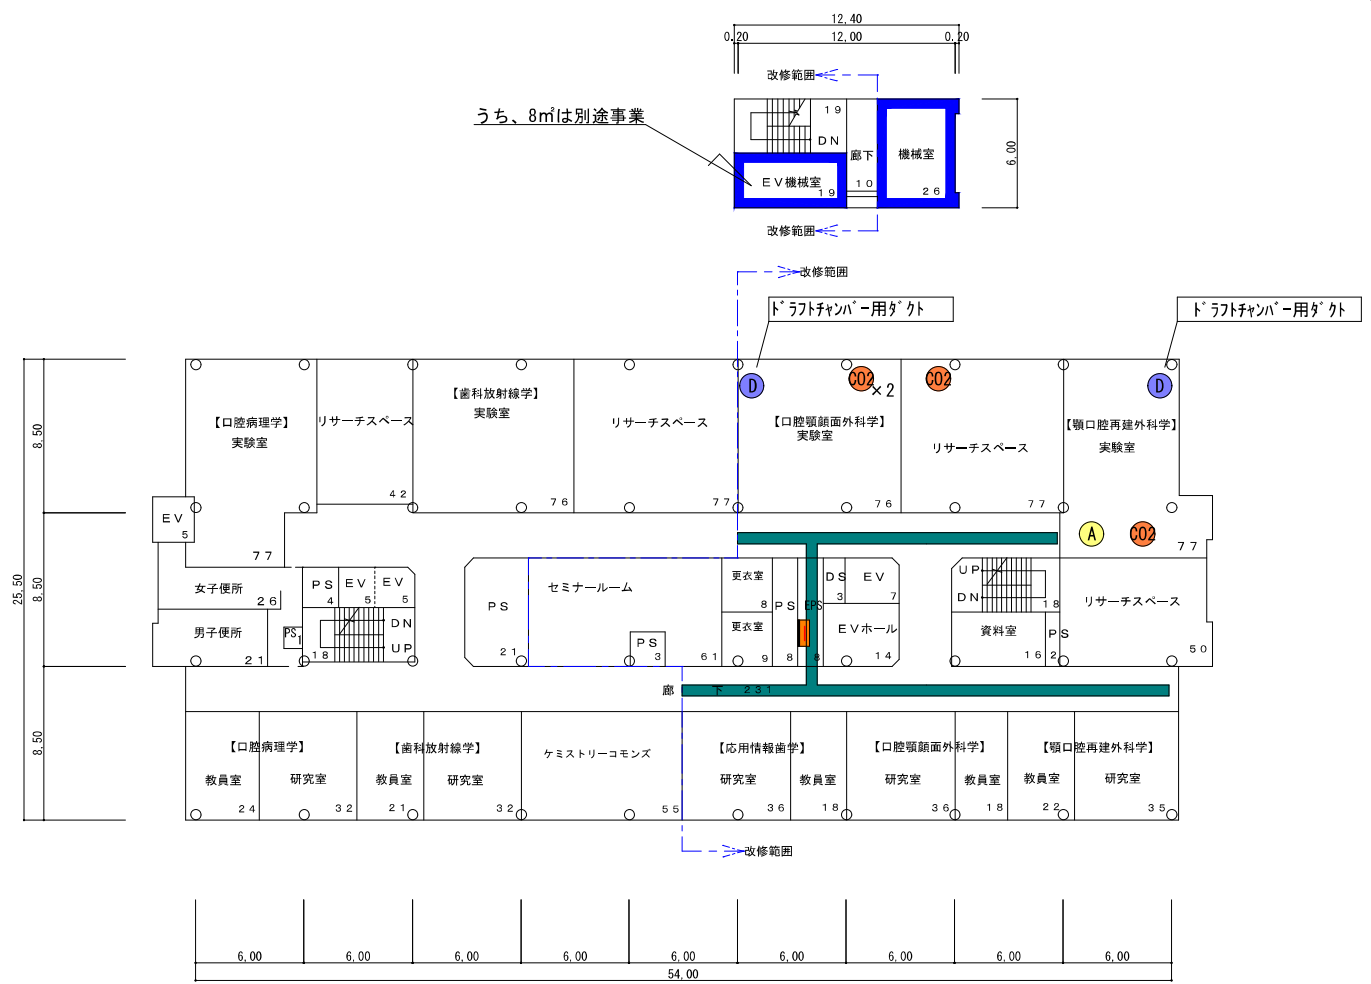 12,40
0,20 12,00 0,20
改修範囲
うち、8㎡は別途事業
19
DN
廊下
10
機械室
26
EV機械室
19
6,00
改修範囲
改修範囲
ドラフトチャンバー用ダクト
ドラフトチャンバー用ダクト
D
CO2
×2
CO2
D
【口腔病理学】
実験室
77
リサーチスペース
42
【歯科放射線学】
実験室
76
リサーチスペース
77
【口腔顎顔面外科学】
実験室
76
リサーチスペース
77
【顎口腔再建外科学】
実験室
A
CO2
77
8,50
25,50
8,50
8,50
EV
5
女子便所
26
男子便所
21
PS
4
EV
5
EV
5
PS
1
18
DN
UP
PS
21
セミナールーム
PS
3
61
更衣室
8
更衣室
9
PS
8
EPS
8
DS
3
EV
7
EVホール
14
UP
DN
18
資料室
16
PS
2
リサーチスペース
50
廊下 231
【口腔病理学】
教員室
24
研究室
32
【歯科放射線学】
教員室
21
研究室
32
ケミストリーコモンズ
55
【応用情報歯学】
研究室
36
教員室
18
【口腔顎顔面外科学】
研究室
36
教員室
18
【顎口腔再建外科学】
教員室
22
研究室
35
改修範囲
6,00 6,00 6,00 6,00 6,00 6,00 6,00 6,00 6,00
54,00